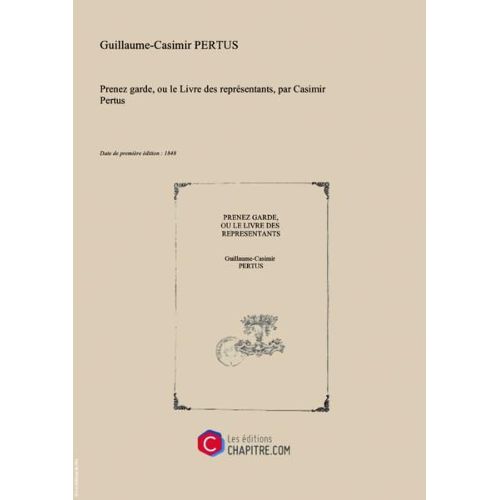 Guillaume-Casimir PERTUS
Prenez garde, ou le Livre des représentants, par Casimir
Pertus
Date de première édition : 1848
PRENEZ GARDE,
OU LE LIVRE DES
REPRESENTANTS
Guillaume-Casimir
PERTUS
C
Les éditions
CHAPITRE.COM